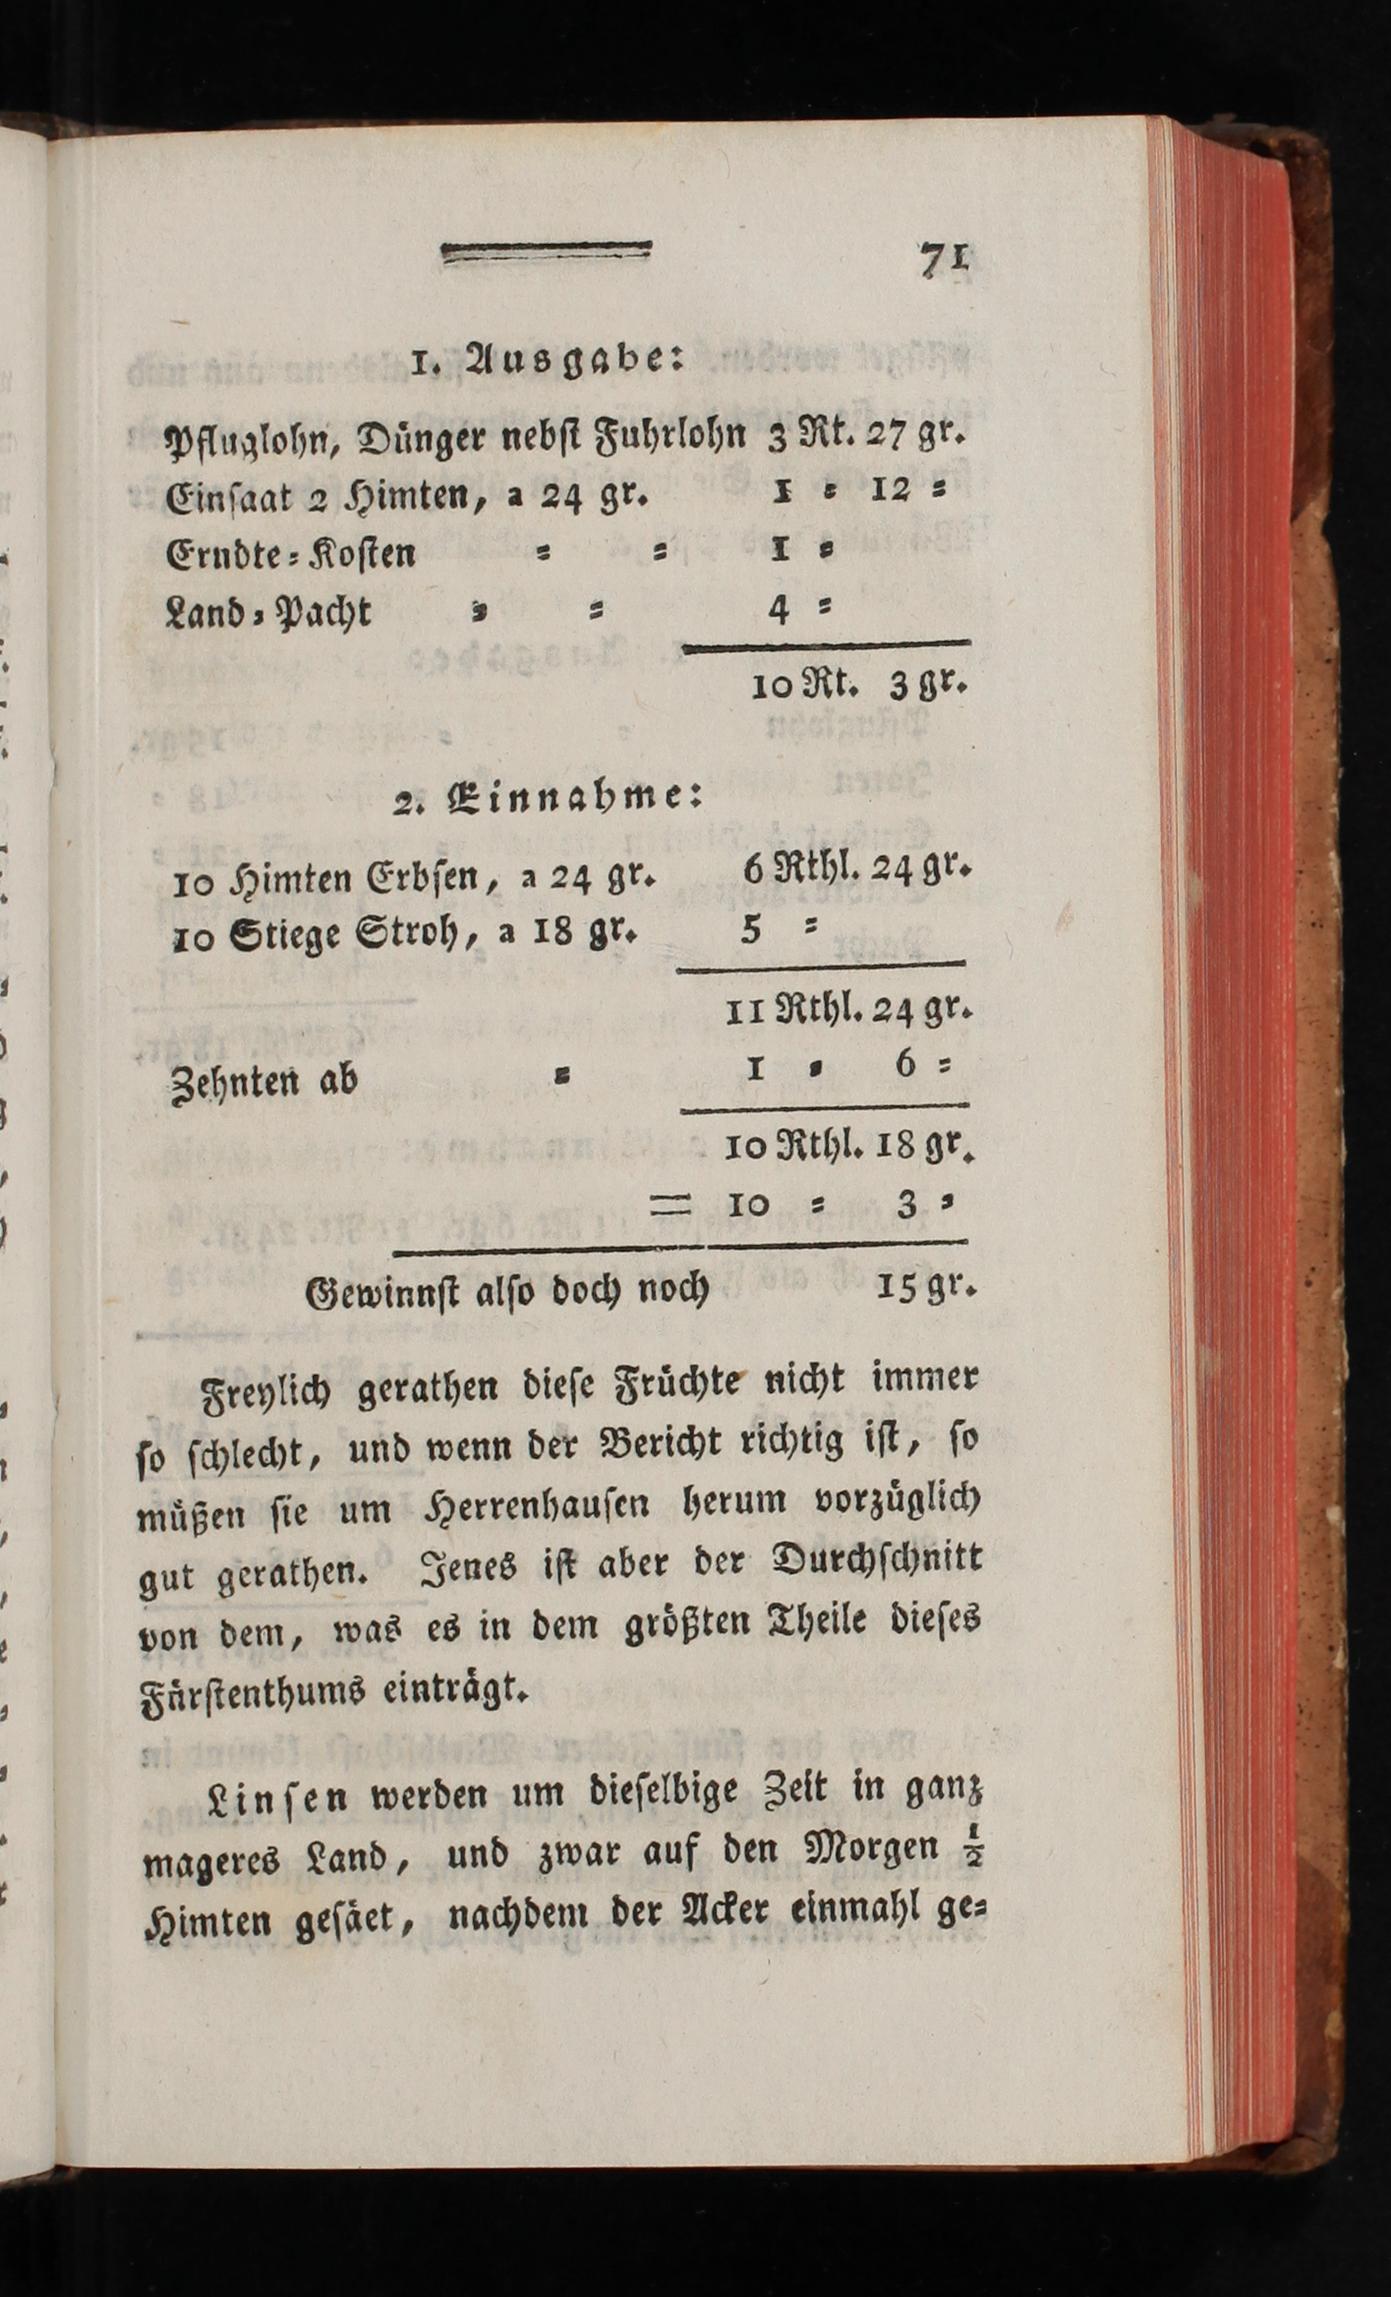 71
1. Ausgabe:
Pfluglohn, Dünger nebſt Fuhrlohn 3 Rt. 27 gr.
Einſaat 2 Himten, a 24 gr. 1 = 12 =
Erndte=Koſten = = 1 =
Land=Pacht = = 4 =
10 Rt. 3 gr.
2. Einnahme:
10 Himten Erbſen, a 24 gr. 6 Rthl. 24 gr.
10 Stiege Stroh, a 18 gr. 5 =
11 Rthl. 24 gr.
Zehnten ab = 1 = 6 =
10 Rthl. 18 gr.
= 10 = 3 =
Gewinnſt alſo doch noch 15 gr.
Freylich gerathen dieſe Früchte nicht immer
ſo ſchlecht, und wenn der Bericht richtig iſt, ſo
müßen ſie um Herrenhauſen herum vorzüglich
gut gerathen. Jenes iſt aber der Durchſchnitt
von dem, was es in dem größten Theile dieſes
Fürſtenthums einträgt.
Linſen werden um dieſelbige Zeit in ganz
mageres Land, und zwar auf den Morgen ½
Himten geſäet, nachdem der Acker einmahl ge=